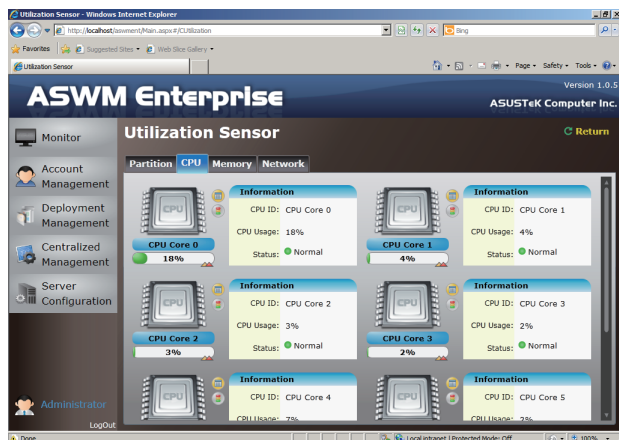 Utilization Sensor - Windows Internet Explorer
http://localhost/aswment/Main.aspx#/CUtilization
Bing
Favorites Suggested Sites Web Slice Gallery
Utilization Sensor
Page Safety Tools
Version 1.0.5
ASWM Enterprise
ASUSTeK Computer Inc.
Monitor
Utilization Sensor
Return
Partition CPU Memory Network
Account Management
Deployment Management
Centralized Management
Server Configuration
Administrator
LogOut
CPU
CPU Core 0
18%
Information
CPU ID: CPU Core 0
CPU Usage: 18%
Status: Normal
CPU
CPU Core 1
4%
Information
CPU ID: CPU Core 1
CPU Usage: 4%
Status: Normal
CPU
CPU Core 2
3%
Information
CPU ID: CPU Core 2
CPU Usage: 3%
Status: Normal
CPU
CPU Core 3
2%
Information
CPU ID: CPU Core 3
CPU Usage: 2%
Status: Normal
CPU
Information
CPU ID: CPU Core 4
CPU Usage: 7%
CPU
Information
CPU ID: CPU Core 5
CPU Usage: 2%
Done
Local intranet | Protected Mode: Off
100%